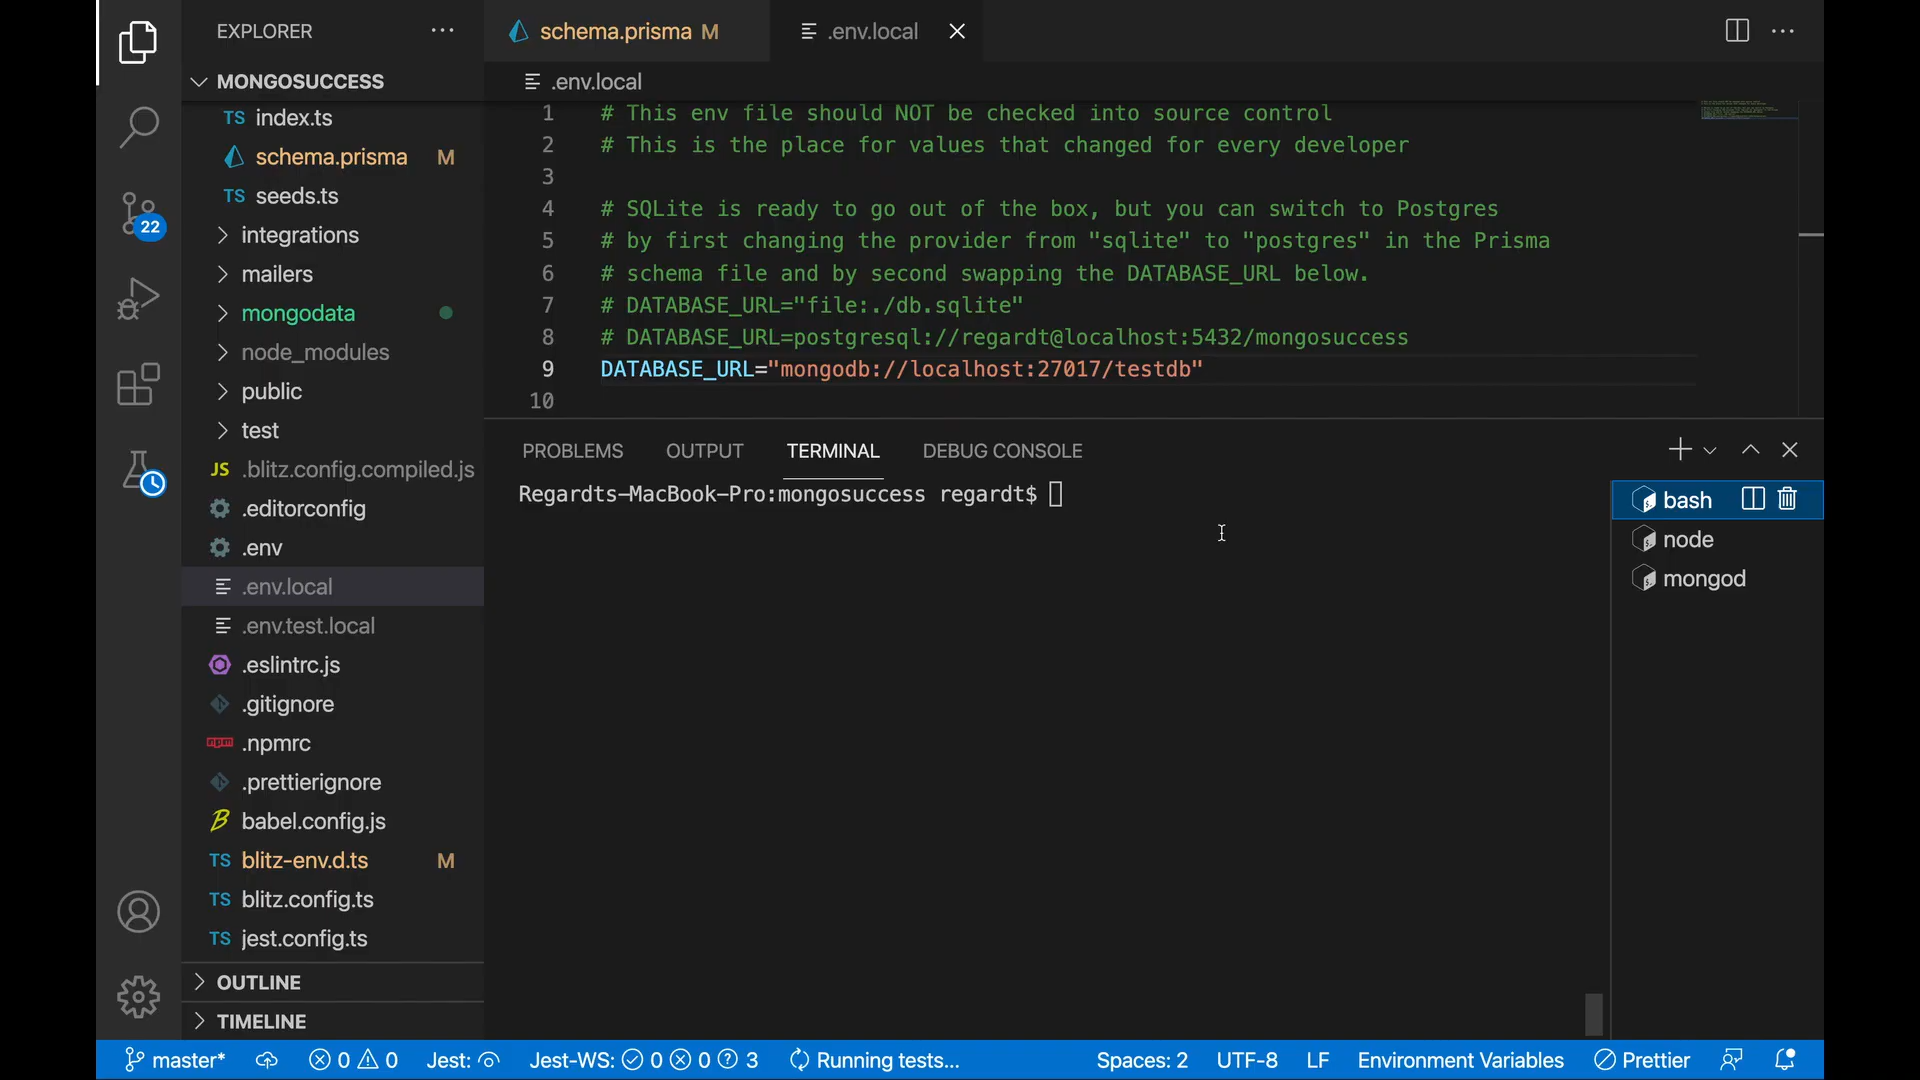 EXPLORER
MONGOSUCCESS
TS index.ts
schema.prisma M
TS seeds.ts
integrations
mailers
mongodata
node_modules
public
test
JS .blitz.config.compiled.js
.editorconfig
.env
.env.local
.env.test.local
.eslintrc.js
.gitignore
npm .npmrc
.prettierignore
babel.config.js
TS blitz-env.d.ts M
TS blitz.config.ts
TS jest.config.ts
OUTLINE
TIMELINE
22
schema.prisma M
.env.local
.env.local
1 # This env file should NOT be checked into source control
2 # This is the place for values that changed for every developer
3
4 # SQLite is ready to go out of the box, but you can switch to Postgres
5 # by first changing the provider from "sqlite" to "postgres" in the Prisma
6 # schema file and by second swapping the DATABASE_URL below.
7 # DATABASE_URL="file:./db.sqlite"
8 # DATABASE_URL=postgresql://regardt@localhost:5432/mongosuccess
9 DATABASE_URL="mongodb://localhost:27017/testdb"
10
PROBLEMS OUTPUT TERMINAL DEBUG CONSOLE
Regardts-MacBook-Pro:mongosuccess regardt$
bash
node
mongod
master* 0 0 Jest: Jest-WS: 0 0 3 Running tests... Spaces: 2 UTF-8 LF Environment Variables Prettier